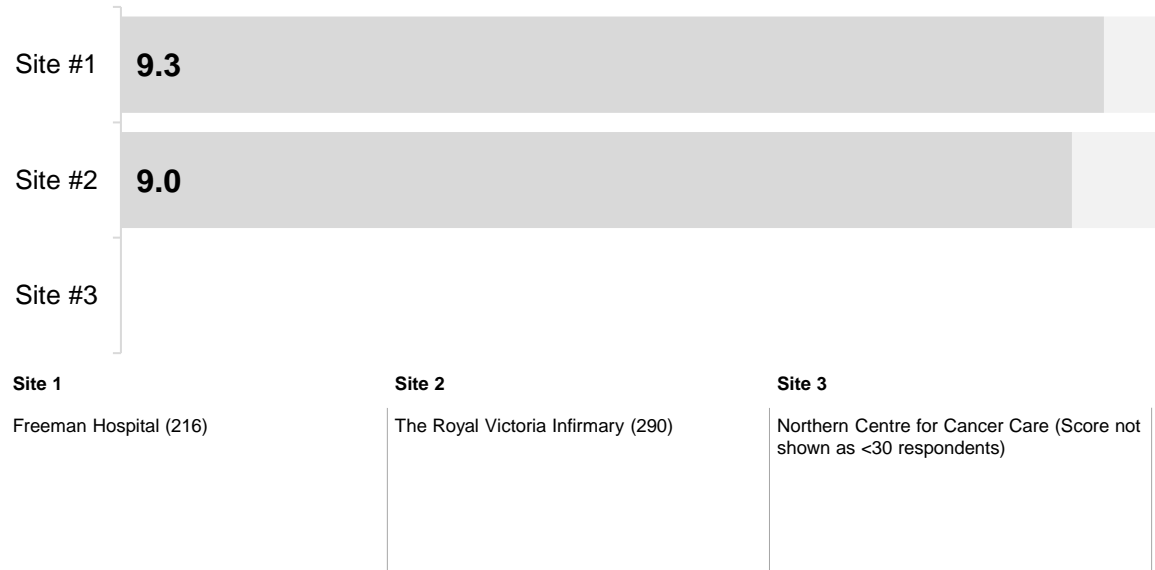 Site #1
9.3
Site #2
9.0
Site #3
Site 1
Site 2
Site 3
Freeman Hospital (216)
The Royal Victoria Infirmary (290)
Northern Centre for Cancer Care (Score not
shown as <30 respondents)